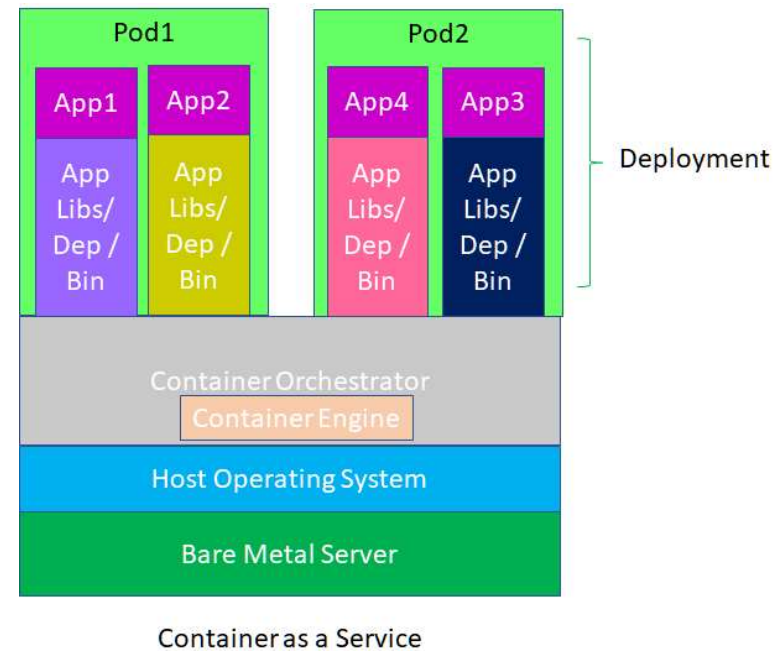 Pod1
App1
App
Libs/
Dep /
Bin
App2
App
Libs/
Dep /
Bin
Pod2
App4
App
Libs/
Dep /
Bin
App3
App
Libs/
Dep /
Bin
Deployment
Container Orchestrator
Container Engine
Host Operating System
Bare Metal Server
Container as a Service